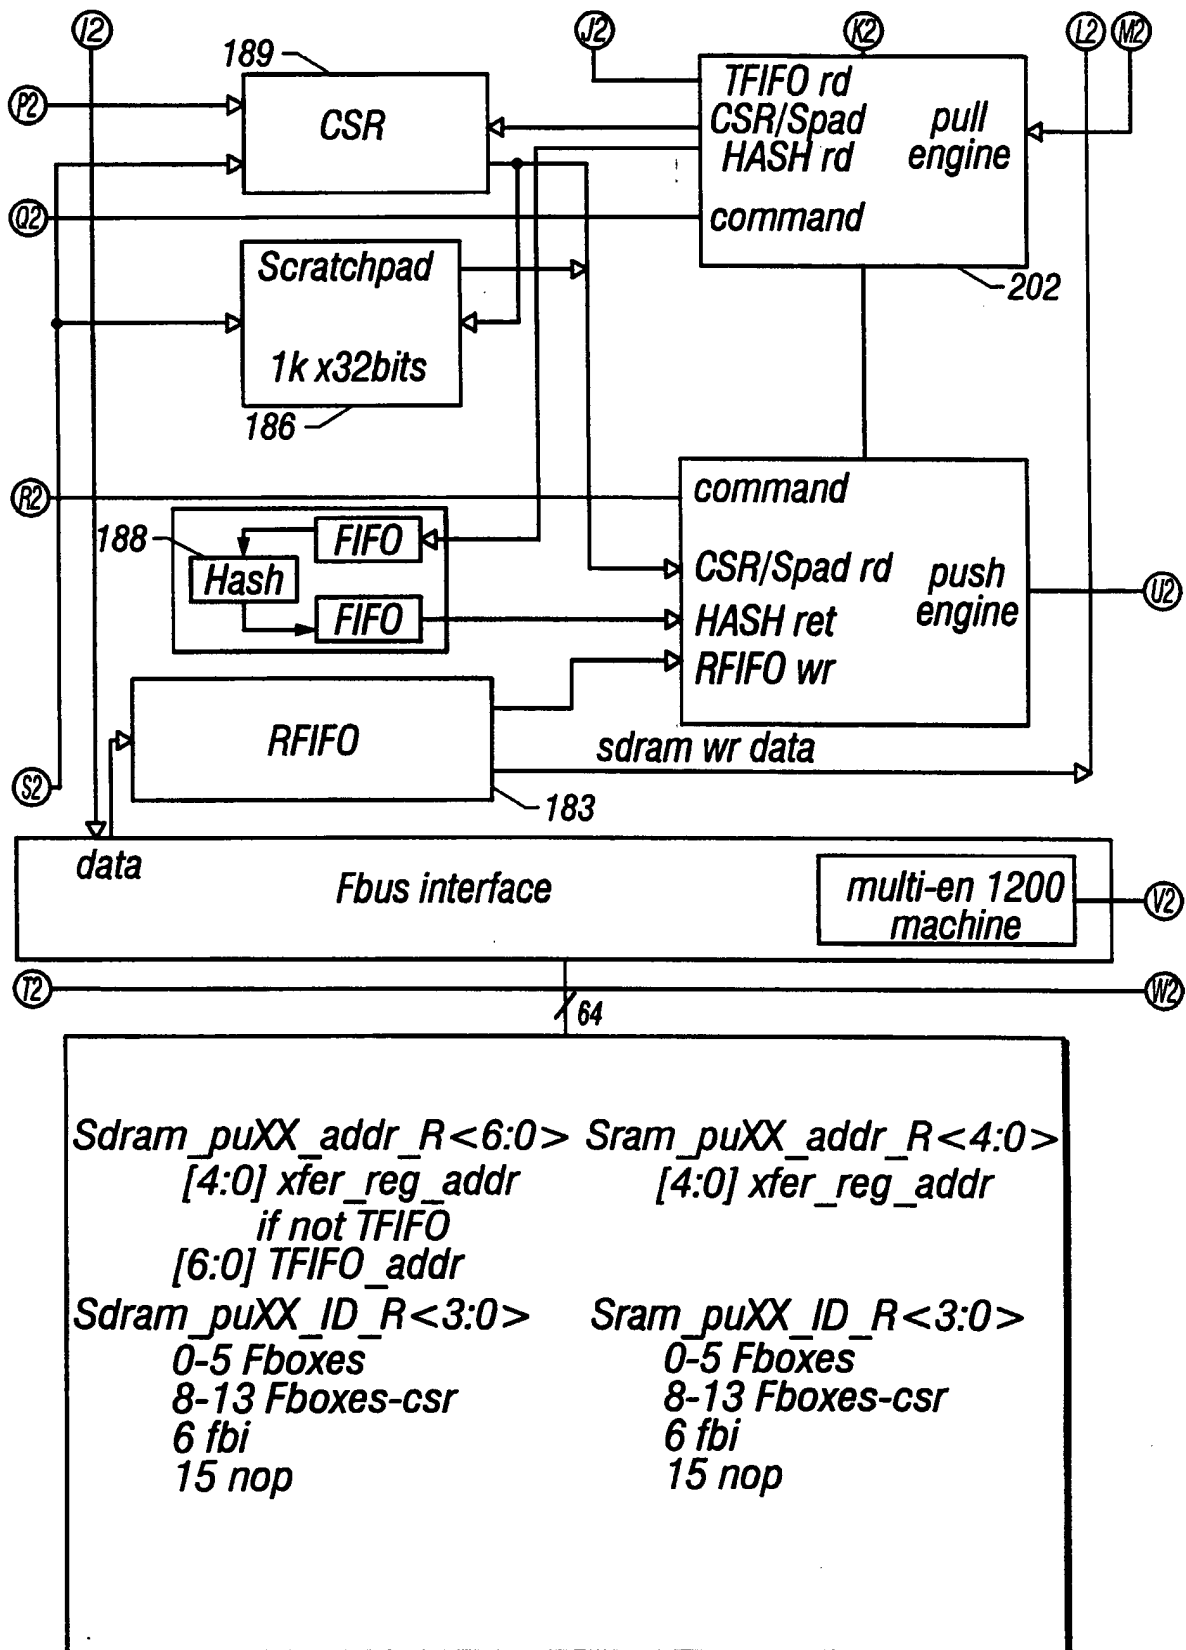 I2
J2
K2
L2
M2
189
P2
CSR
TFIFO rd
CSR/Spad
HASH rd
pull
engine
Q2
command
Scratchpad
1k x32bits
202
186
R2
command
188
FIFO
Hash
FIFO
CSR/Spad rd
HASH ret
RFIFO wr
push
engine
U2
RFIFO
sdram wr data
S2
183
data
Fbus interface
multi-en 1200
machine
V2
T2
W2
64
Sdram_puXX_addr_R<6:0>
[4:0] xfer_reg_addr
if not TFIFO
[6:0] TFIFO_addr
Sdram_puXX_ID_R<3:0>
0-5 Fboxes
8-13 Fboxes-csr
6 fbi
15 nop
Sram_puXX_addr_R<4:0>
[4:0] xfer_reg_addr
Sram_puXX_ID_R<3:0>
0-5 Fboxes
8-13 Fboxes-csr
6 fbi
15 nop